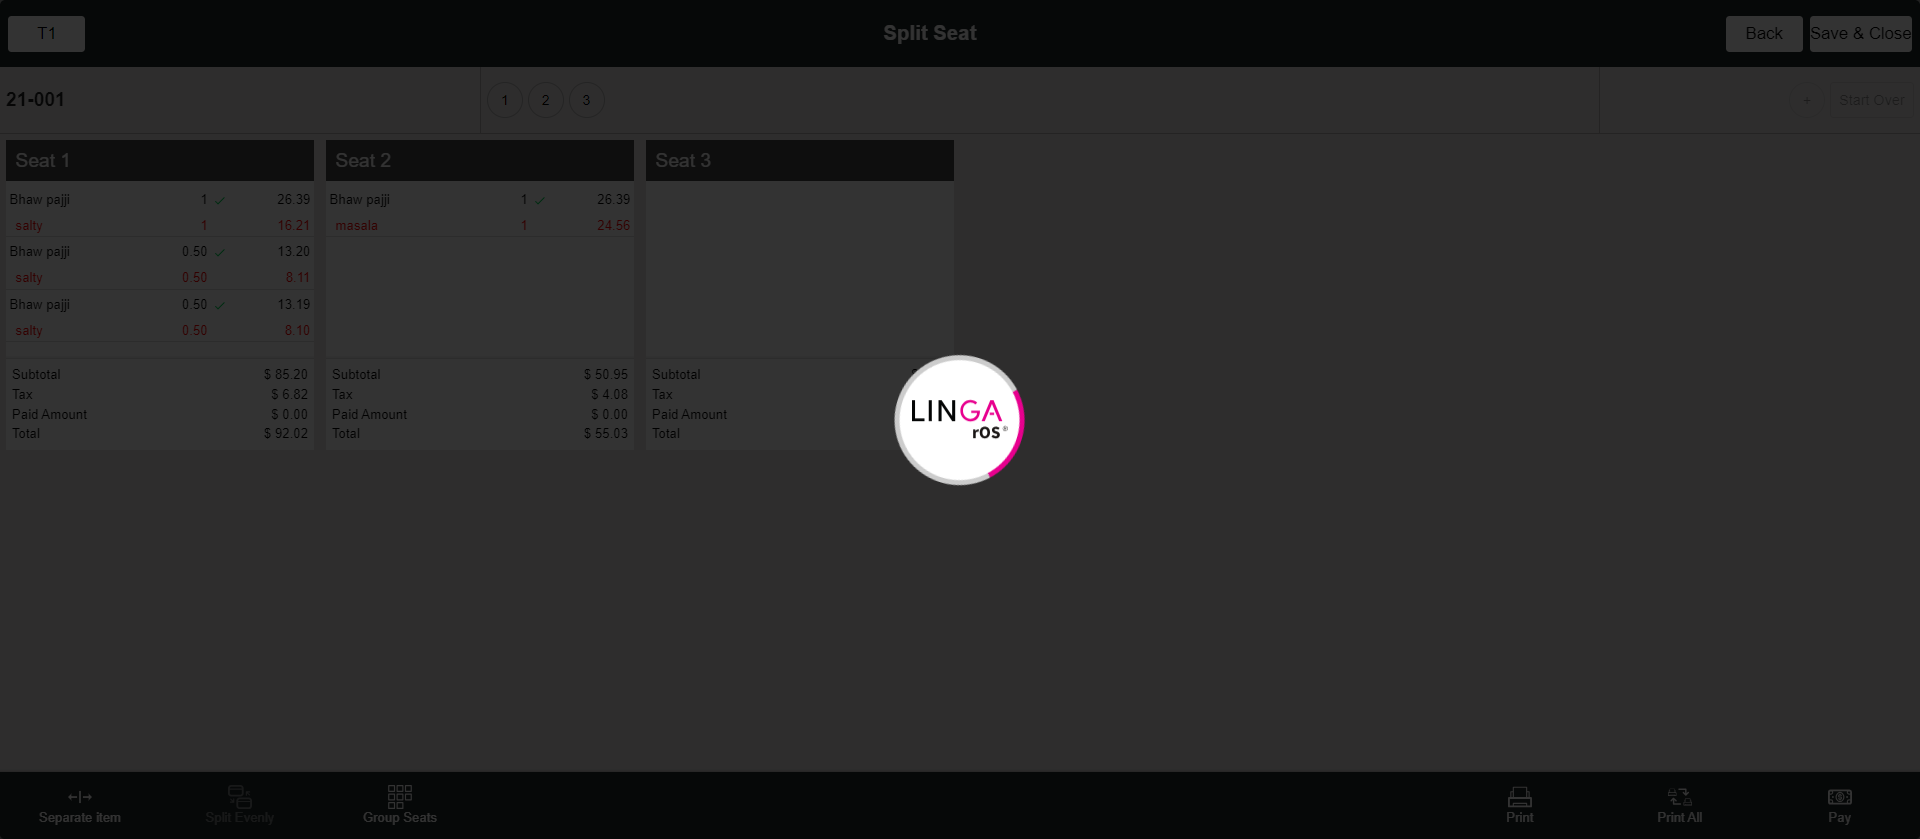 T1 Split Seat Back Save & Close
21-001 1 2 3 + Start Over
Seat 1
Bhaw pajji 1 26.39
salty 1 16.21
Bhaw pajji 0.50 13.20
salty 0.50 8.11
Bhaw pajji 0.50 13.19
salty 0.50 8.10
Subtotal $ 85.20
Tax $ 6.82
Paid Amount $ 0.00
Total $ 92.02
Seat 2
Bhaw pajji 1 26.39
masala 1 24.56
Subtotal $ 50.95
Tax $ 4.08
Paid Amount $ 0.00
Total $ 55.03
Seat 3
Subtotal
Tax
Paid Amount
Total
LINGA
rOS®
Separate item Split Evenly Group Seats Print Print All Pay